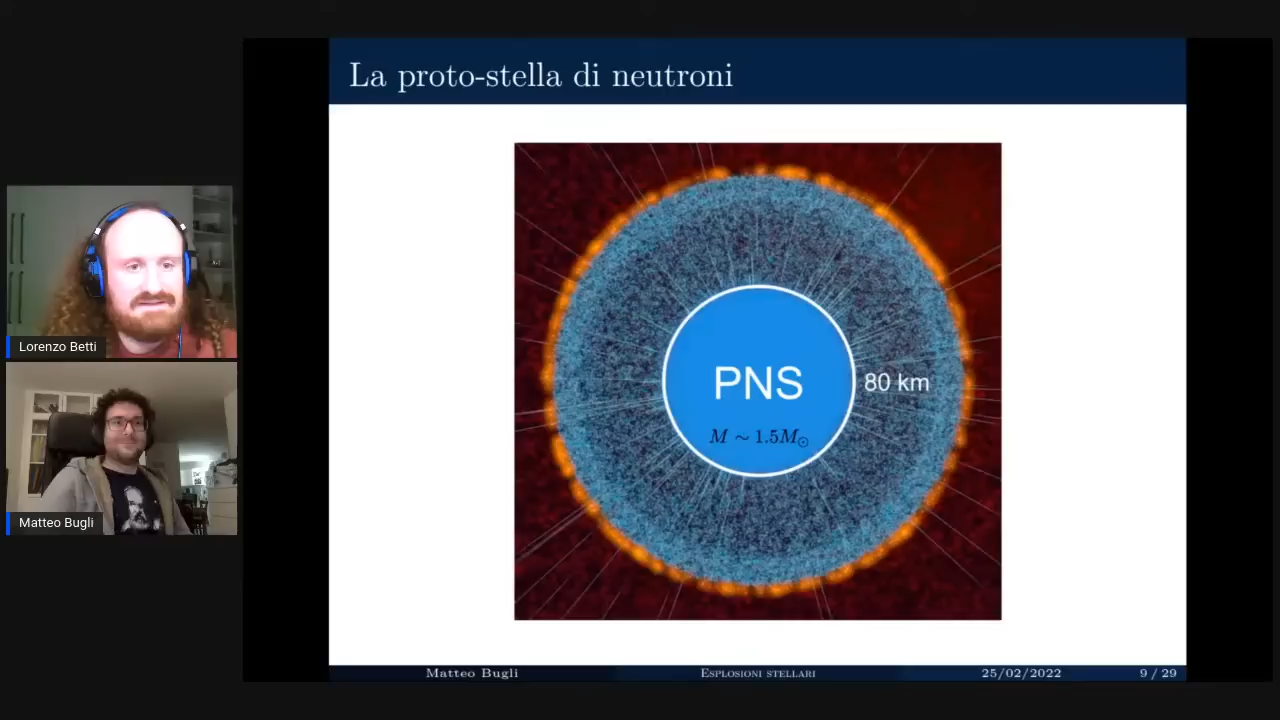 La proto-stella di neutroni
Lorenzo Betti
Matteo Bugli
PNS
80 km
M ∼ 1.5M⊙
Matteo Bugli
Esplosioni stellari
25/02/2022
9 / 29